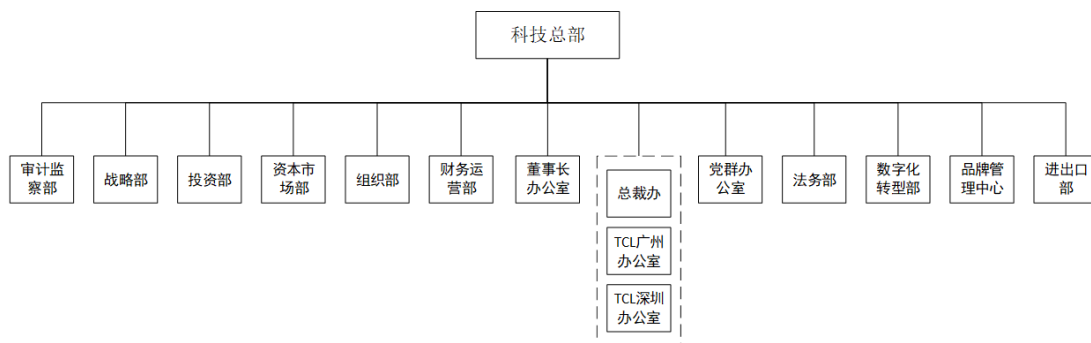 科技总部
审计监
察部
战略部
投资部
资本市
场部
组织部
财务运
营部
董事长
办公室
总裁办
TCL广州
办公室
TCL深圳
办公室
党群办
公室
法务部
数字化
转型部
品牌管
理中心
进出口
部